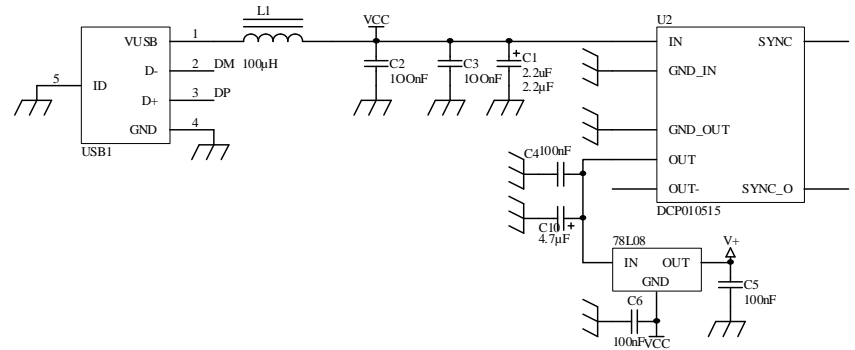 L1
VCC
U2
VUSB 1
100µH
IN SYNC
D- 2 DM
C2
100nF
C3
100nF
C1
2.2uF
2.2µF
GND_IN
5 ID
D+ 3 DP
GND 4
USB1
GND_OUT
C4 100nF
OUT
OUT- SYNC_O
DCP010515
C10
4.7µF
78L08
V+
IN OUT
GND
C5
100nF
C6
100nF
VCC